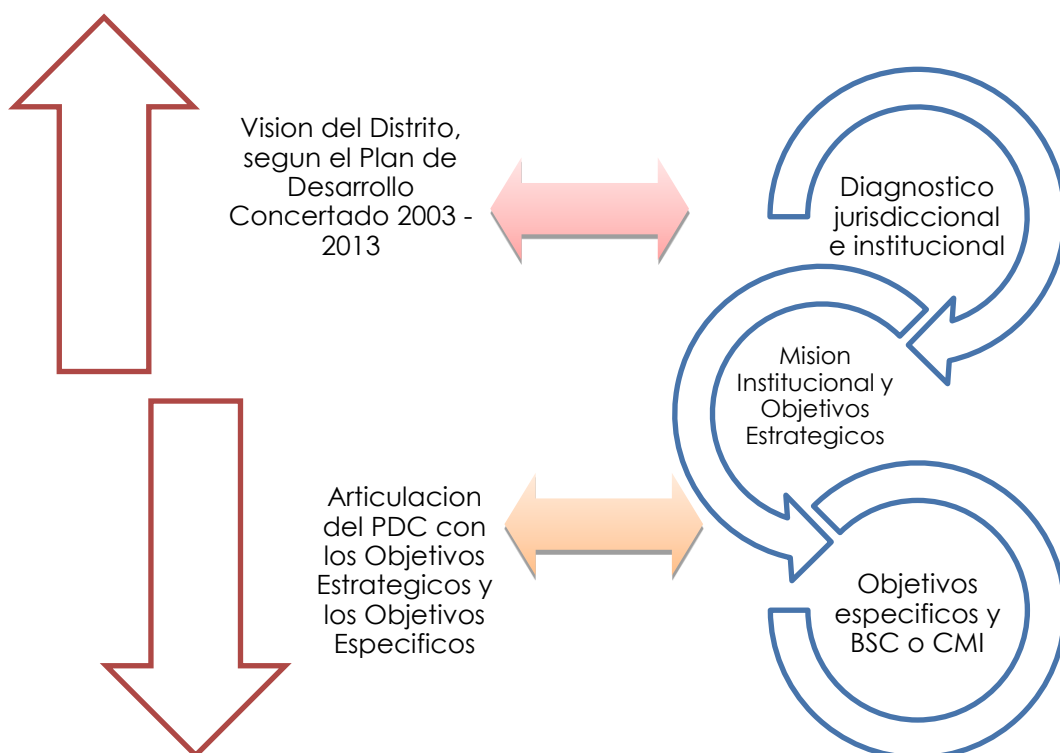 Vision del Distrito,
segun el Plan de
Desarrollo
Concertado 2003 -
2013
Diagnostico
jurisdiccional
e institucional
Mision
Institucional y
Objetivos
Estrategicos
Articulacion
del PDC con
los Objetivos
Estrategicos y
los Objetivos
Especificos
Objetivos
especificos y
BSC o CMI